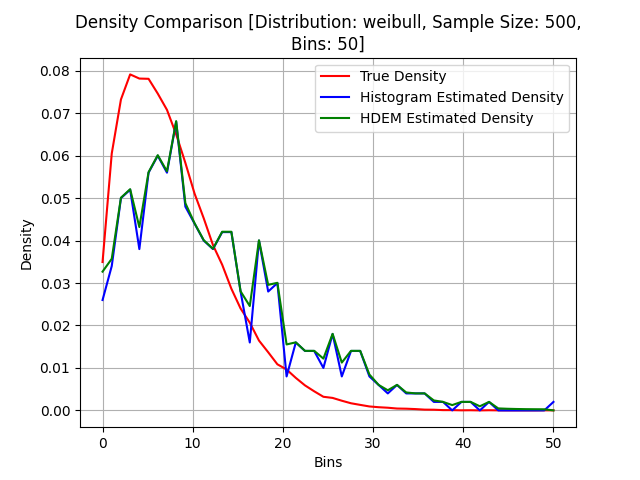 Density Comparison [Distribution: weibull, Sample Size: 500,
Bins: 50]
True Density
Histogram Estimated Density
HDEM Estimated Density
Density
0.08
0.07
0.06
0.05
0.04
0.03
0.02
0.01
0.00
0 10 20 30 40 50
Bins